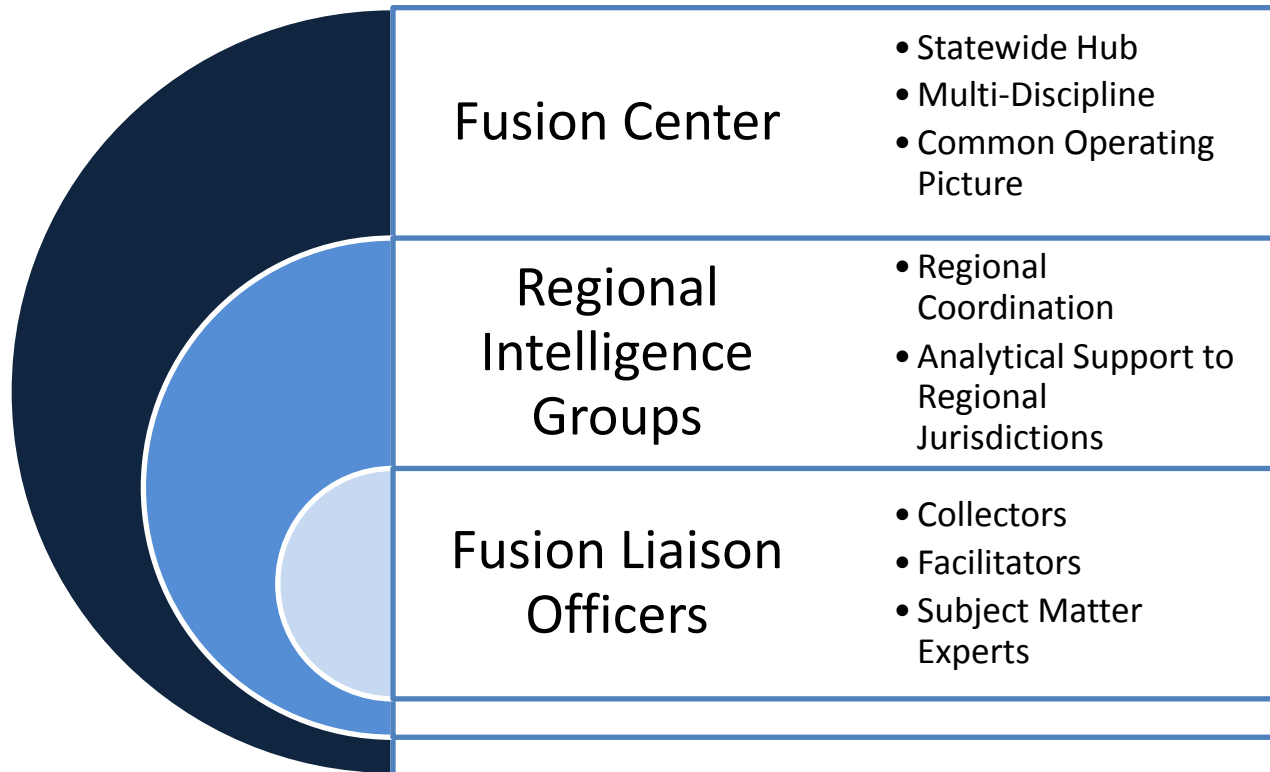 Fusion Center
• Statewide Hub
• Multi-Discipline
• Common Operating
Picture
Regional
Intelligence
Groups
• Regional
Coordination
• Analytical Support to
Regional
Jurisdictions
Fusion Liaison
Officers
• Collectors
• Facilitators
• Subject Matter
Experts